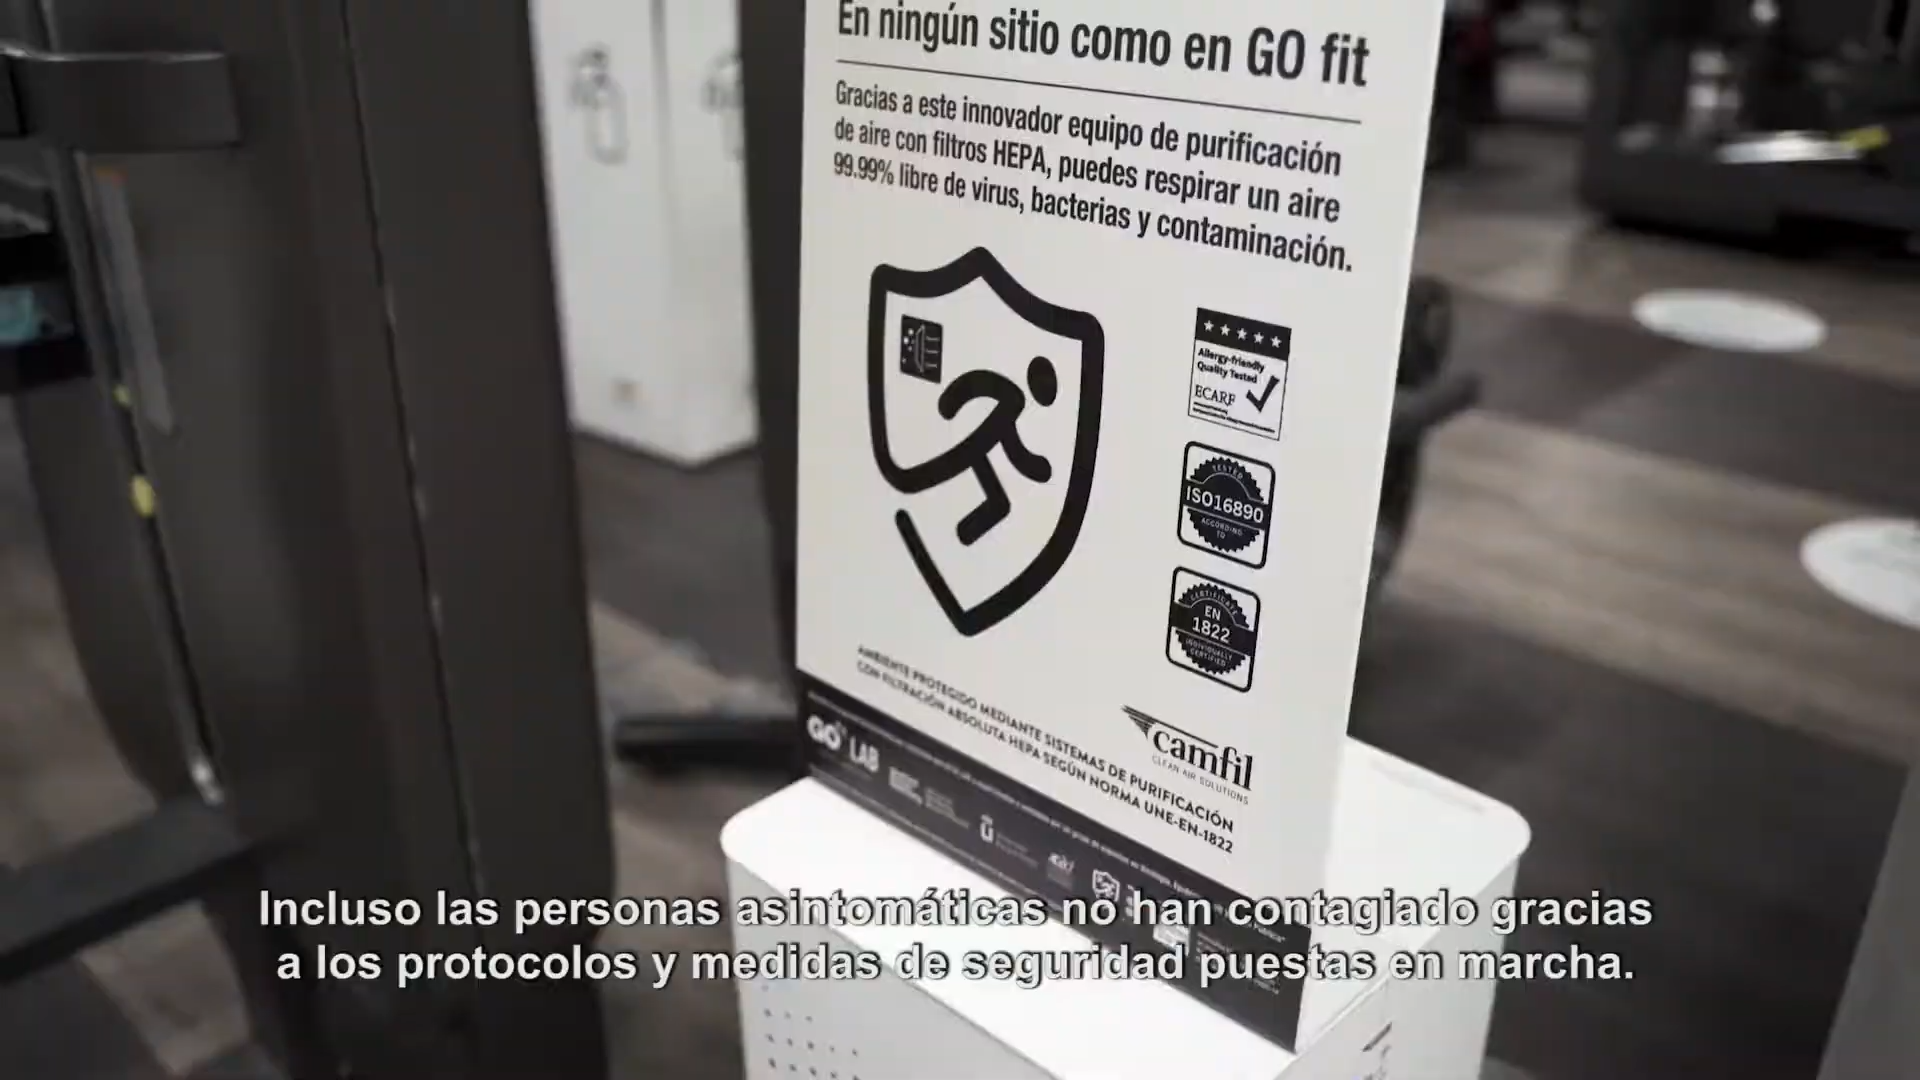 En ningún sitio como en GO fit
Gracias a este innovador equipo de purificación
de aire con filtros HEPA, puedes respirar un aire
99.99% libre de virus, bacterias y contaminación.
Allergy-friendly
Quality Tested
ECARF
TESTED
ISO16890
ACCORDING
TO
CERTIFICATE
EN
1822
INDIVIDUALLY
CERTIFIED
camfil
CLEAN AIR SOLUTIONS
AMBIENTE PROTEGIDO MEDIANTE SISTEMAS DE PURIFICACIÓN
CON FILTRACIÓN ABSOLUTA HEPA SEGÚN NORMA UNE-EN-1822
GO fit LAB
Incluso las personas asintomáticas no han contagiado gracias
a los protocolos y medidas de seguridad puestas en marcha.